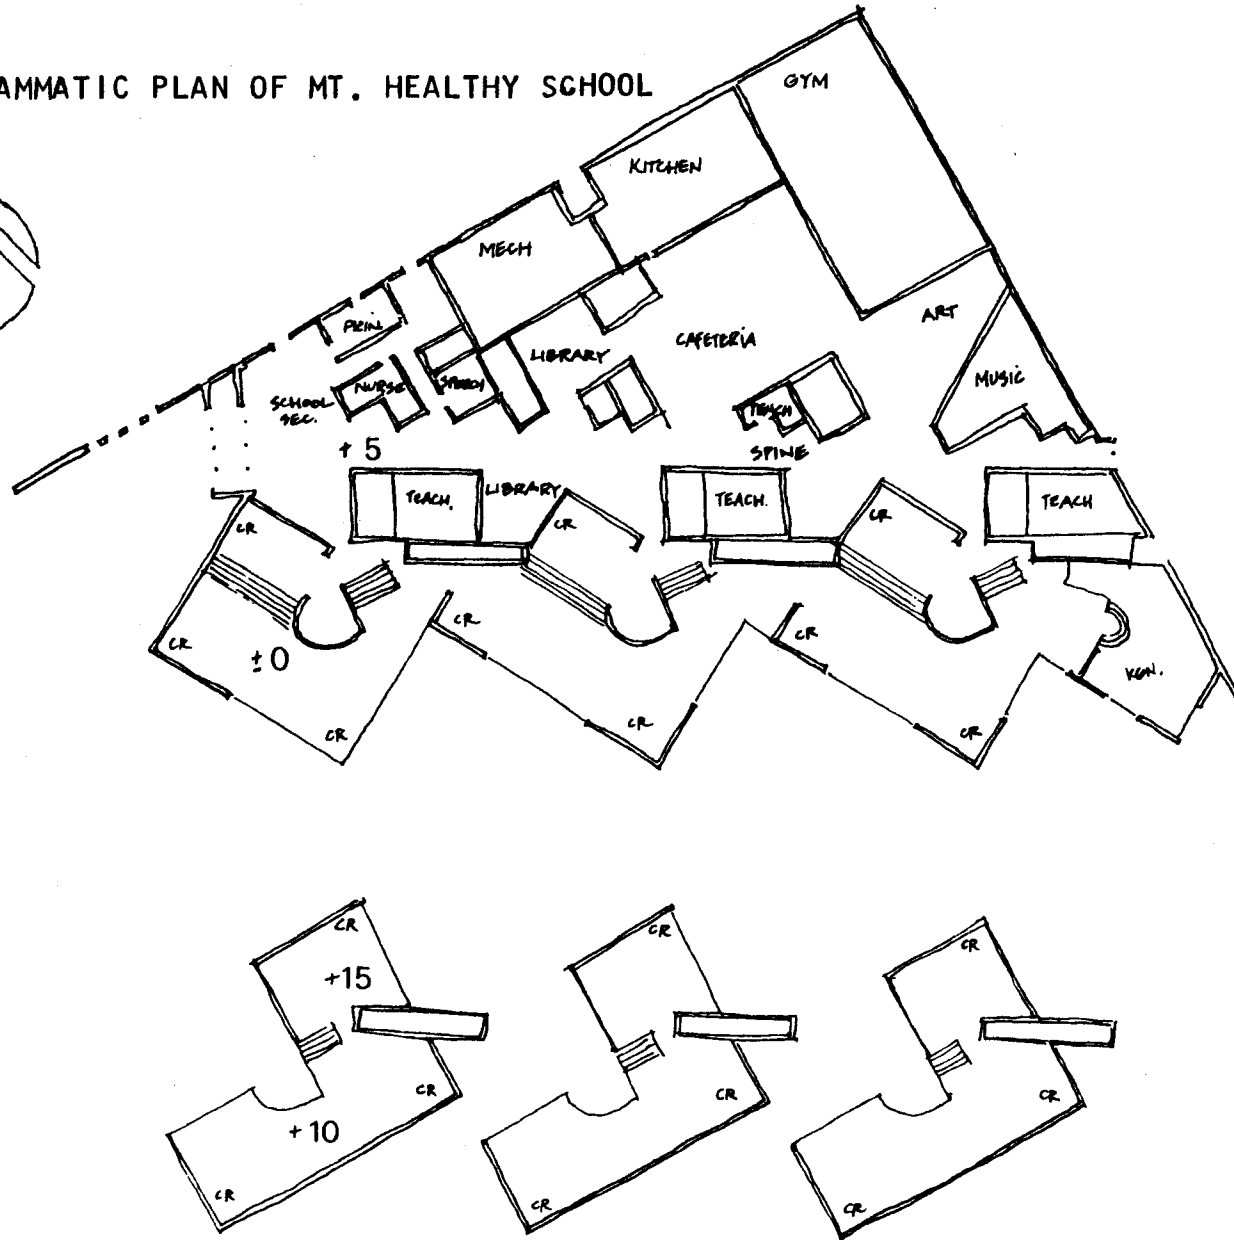 AMMATIC PLAN OF MT. HEALTHY SCHOOL
GYM
KITCHEN
MECH
ART
PRIN.
CAFETERIA
LIBRARY
MUSIC
NURSE
SPEECH
SCHOOL
SEC.
TEACH
+ 5
SPINE
TEACH.
LIBRARY
TEACH.
TEACH
CR
CR
CR
CR
CR
CR
± 0
KGN.
CR
CR
CR
CR
CR
CR
+15
CR
CR
CR
+10
CR
CR
CR